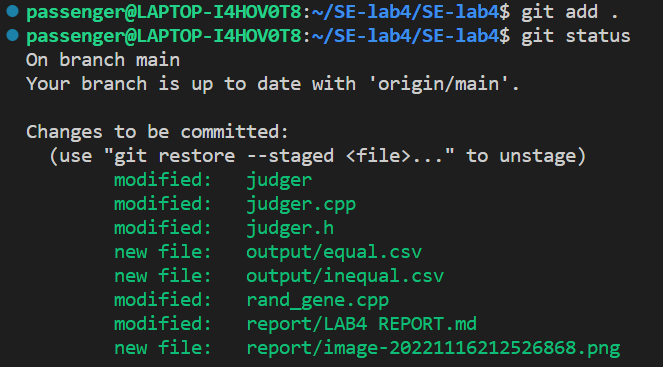 passenger@LAPTOP-I4HOV0T8:~/SE-lab4/SE-lab4$ git add .
passenger@LAPTOP-I4HOV0T8:~/SE-lab4/SE-lab4$ git status
On branch main
Your branch is up to date with 'origin/main'.

Changes to be committed:
  (use "git restore --staged <file>..." to unstage)
        modified:   judger
        modified:   judger.cpp
        modified:   judger.h
        new file:   output/equal.csv
        new file:   output/inequal.csv
        modified:   rand_gene.cpp
        modified:   report/LAB4 REPORT.md
        new file:   report/image-20221116212526868.png